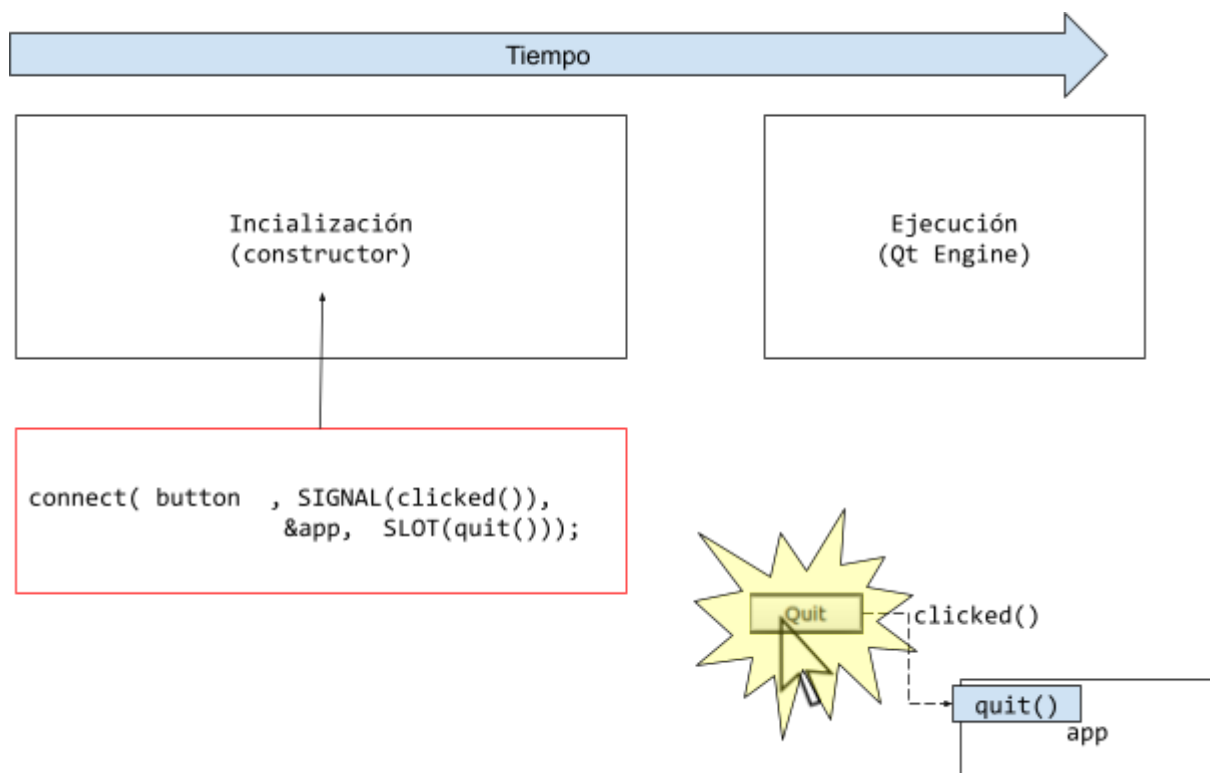 Tiempo
Incialización
(constructor)
Ejecución
(Qt Engine)
connect( button  , SIGNAL(clicked()),
&app,  SLOT(quit()));
Quit
clicked()
quit()
app